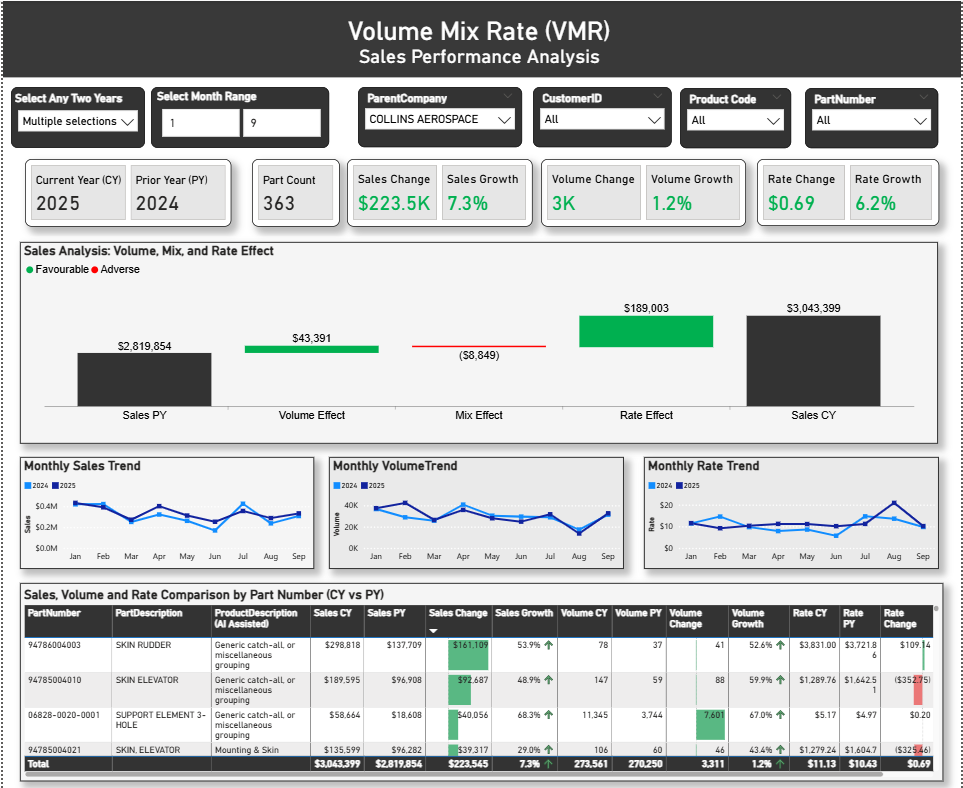 Volume Mix Rate (VMR)
Sales Performance Analysis
Select Any Two Years
Multiple selections
Select Month Range
1
9
ParentCompany
COLLINS AEROSPACE
CustomerID
All
Product Code
All
PartNumber
All
Current Year (CY)
2025
Prior Year (PY)
2024
Part Count
363
Sales Change
$223.5K
Sales Growth
7.3%
Volume Change
3K
Volume Growth
1.2%
Rate Change
$0.69
Rate Growth
6.2%
Sales Analysis: Volume, Mix, and Rate Effect
Favourable Adverse
$2,819,854
$43,391
($8,849)
$189,003
$3,043,399
Sales PY Volume Effect Mix Effect Rate Effect Sales CY
Monthly Sales Trend
2024 2025
Sales
$0.4M
$0.2M
$0.0M
Jan Feb Mar Apr May Jun Jul Aug Sep
Monthly VolumeTrend
2024 2025
Volume
40K
20K
0K
Jan Feb Mar Apr May Jun Jul Aug Sep
Monthly Rate Trend
2024 2025
Rate
$20
$10
$0
Jan Feb Mar Apr May Jun Jul Aug Sep
Sales, Volume and Rate Comparison by Part Number (CY vs PY)
PartNumber PartDescription ProductDescription (AI Assisted) Sales CY Sales PY Sales Change Sales Growth Volume CY Volume PY Volume Change Volume Growth Rate CY Rate PY Rate Change
94786004003 SKIN RUDDER Generic catch-all, or miscellaneous grouping $298,818 $137,709 $161,109 53.9% 78 37 41 52.6% $3,831.00 $3,721.86 $109.14
94785004010 SKIN ELEVATOR Generic catch-all, or miscellaneous grouping $189,595 $96,908 $92,687 48.9% 147 59 88 59.9% $1,289.76 $1,642.51 ($352.75)
06828-0020-0001 SUPPORT ELEMENT 3-HOLE Generic catch-all, or miscellaneous grouping $58,664 $18,608 $40,056 68.3% 11,345 3,744 7,601 67.0% $5.17 $4.97 $0.20
94785004021 SKIN, ELEVATOR Mounting & Skin $135,599 $96,282 $39,317 29.0% 106 60 46 43.4% $1,279.24 $1,604.7 ($325.46)
Total $3,043,399 $2,819,854 $223,545 7.3% 273,561 270,250 3,311 1.2% $11.13 $10.43 $0.69